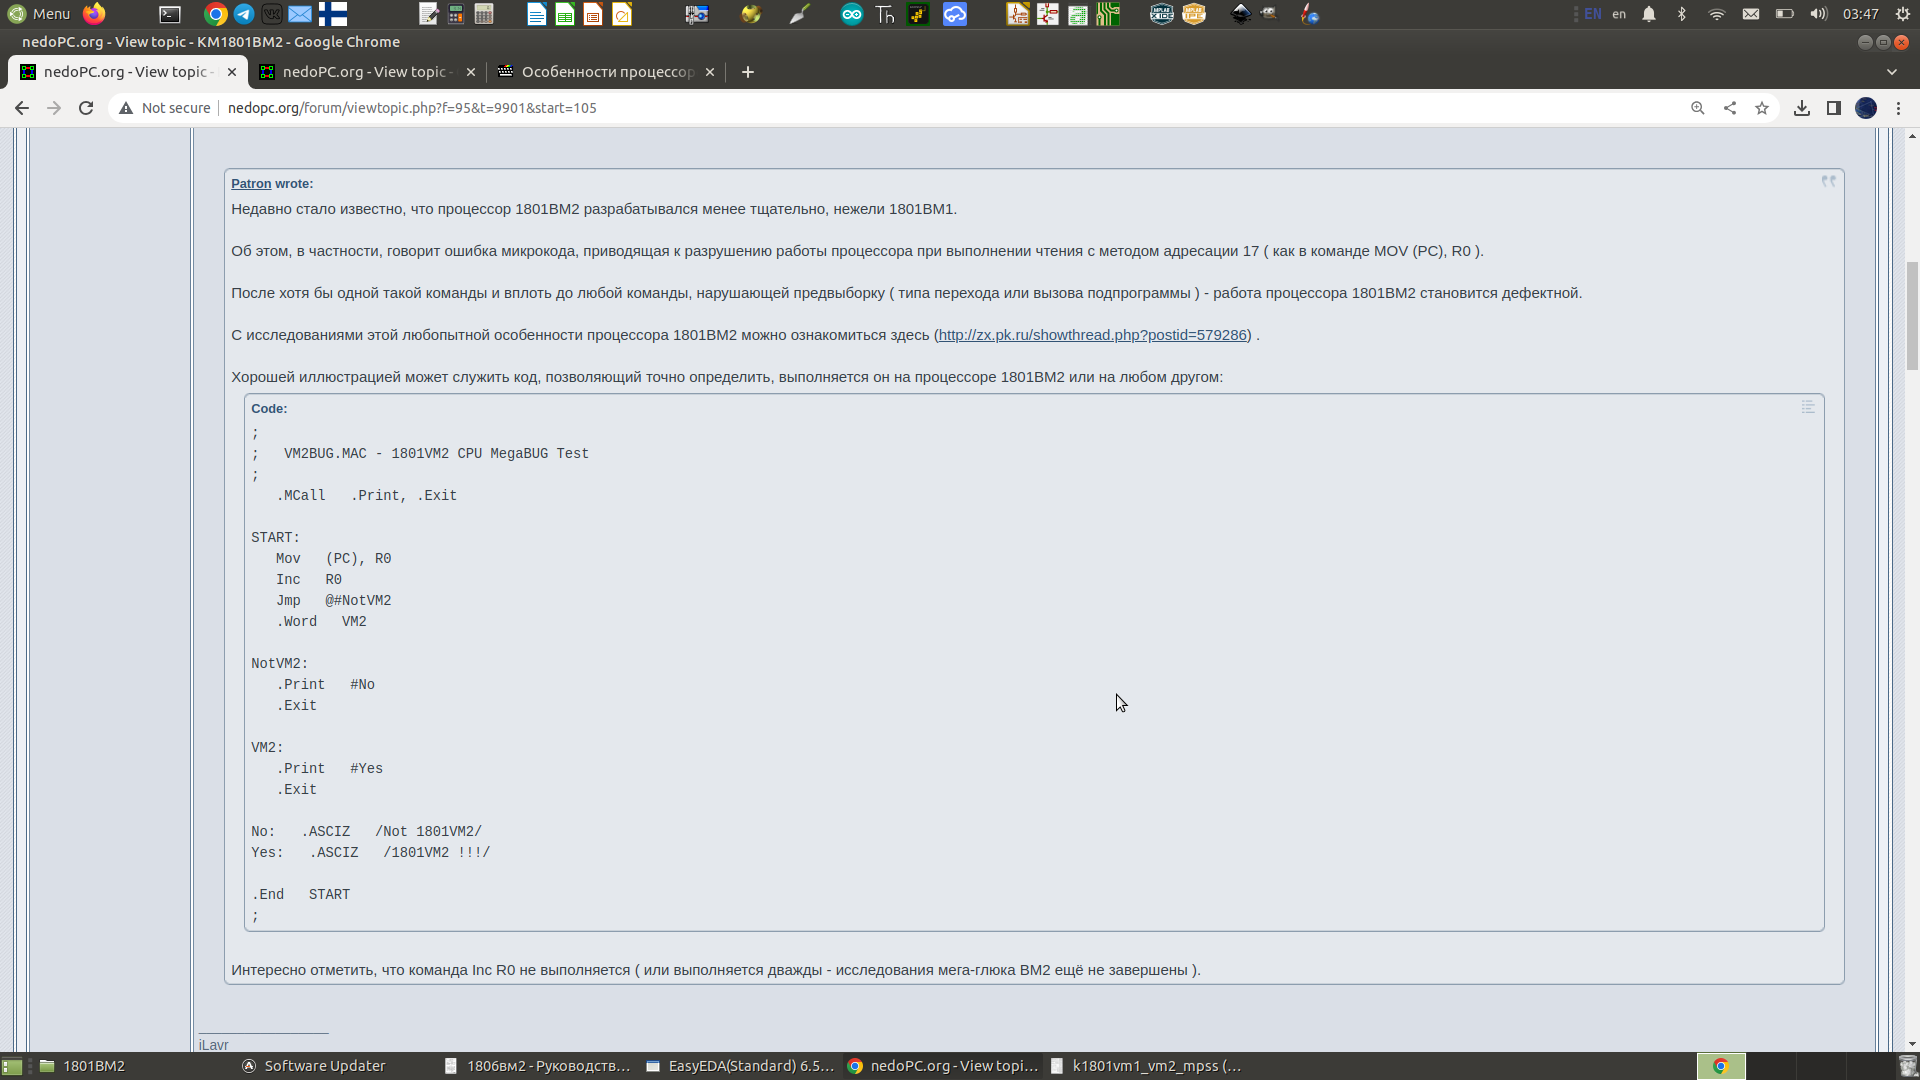 Menu
EN en
03:47
nedoPC.org - View topic - KM1801BM2 - Google Chrome
nedoPC.org - View topic -
nedoPC.org - View topic -
Особенности процессор
Not secure
nedopc.org/forum/viewtopic.php?f=95&t=9901&start=105
Patron wrote:
Недавно стало известно, что процессор 1801ВМ2 разрабатывался менее тщательно, нежели 1801ВМ1.
Об этом, в частности, говорит ошибка микрокода, приводящая к разрушению работы процессора при выполнении чтения с методом адресации 17 ( как в команде MOV (PC), R0 ).
После хотя бы одной такой команды и вплоть до любой команды, нарушающей предвыборку ( типа перехода или вызова подпрограммы ) - работа процессора 1801ВМ2 становится дефектной.
С исследованиями этой любопытной особенности процессора 1801ВМ2 можно ознакомиться здесь (http://zx.pk.ru/showthread.php?postid=579286) .
Хорошей иллюстрацией может служить код, позволяющий точно определить, выполняется он на процессоре 1801ВМ2 или на любом другом:
Code:
;
;   VM2BUG.MAC - 1801VM2 CPU MegaBUG Test
;
.MCall   .Print, .Exit
START:
Mov   (PC), R0
Inc   R0
Jmp   @#NotVM2
.Word   VM2
NotVM2:
.Print   #No
.Exit
VM2:
.Print   #Yes
.Exit
No:   .ASCIZ   /Not 1801VM2/
Yes:   .ASCIZ   /1801VM2 !!!/
.End   START
;
Интересно отметить, что команда Inc R0 не выполняется ( или выполняется дважды - исследования мега-глюка ВМ2 ещё не завершены ).
iLavr
1801BM2
Software Updater
1806вм2 - Руководств...
EasyEDA(Standard) 6.5...
nedoPC.org - View topi...
k1801vm1_vm2_mpss (...